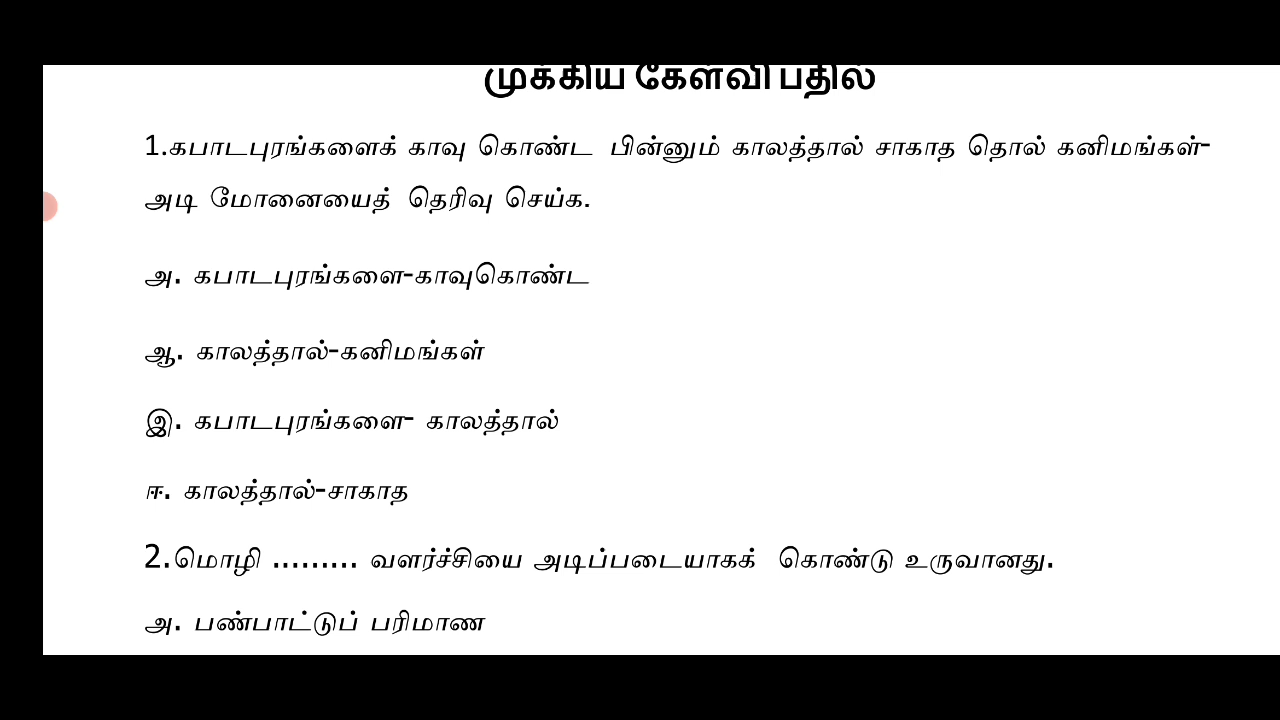 முக்கிய கேள்வி பதில்
1.கபாடபுரங்களைக் காவு கொண்ட பின்னும் காலத்தால் சாகாத தொல் கனிமங்கள்-
அடி மோனையைத் தெரிவு செய்க.
அ. கபாடபுரங்களை-காவுகொண்ட
ஆ. காலத்தால்-கனிமங்கள்
இ. கபாடபுரங்களை- காலத்தால்
ஈ. காலத்தால்-சாகாத
2.மொழி ......... வளர்ச்சியை அடிப்படையாகக் கொண்டு உருவானது.
அ. பண்பாட்டுப் பரிமாண